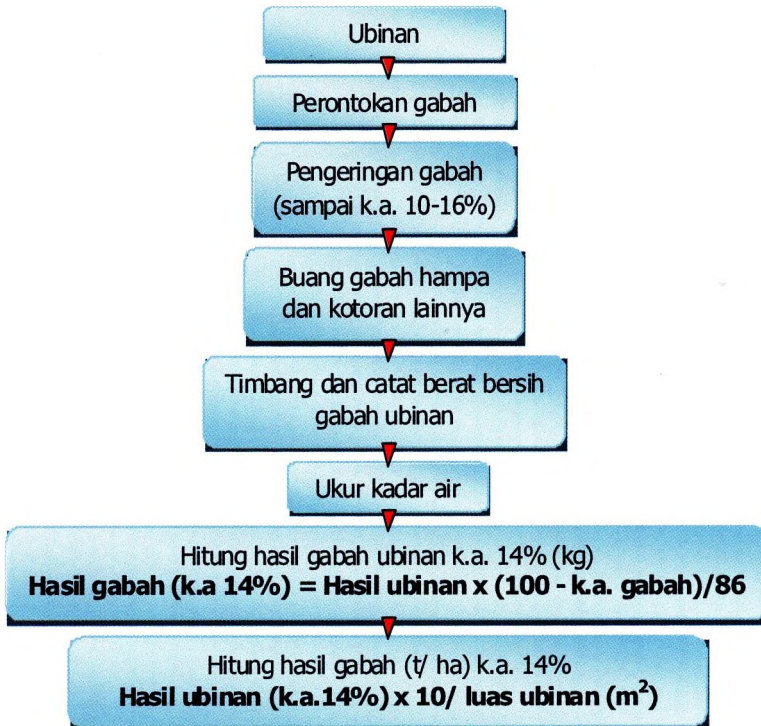 Ubinan
Perontokan gabah
Pengeringan gabah
(sampai k.a. 10-16%)
Buang gabah hampa
dan kotoran lainnya
Timbang dan catat berat bersih
gabah ubinan
Ukur kadar air
Hitung hasil gabah ubinan k.a. 14% (kg)
Hasil gabah (k.a 14%) = Hasil ubinan x (100 - k.a. gabah)/86
Hitung hasil gabah (t/ ha) k.a. 14%
Hasil ubinan (k.a.14%) x 10/ luas ubinan (m²)